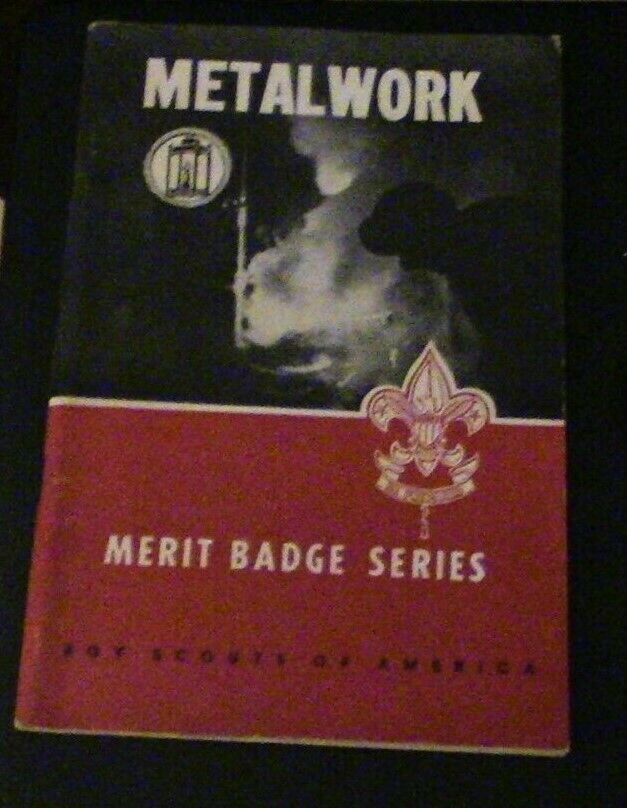 METALWORK
MERIT BADGE SERIES
BOY SCOUTS OF AMERICA